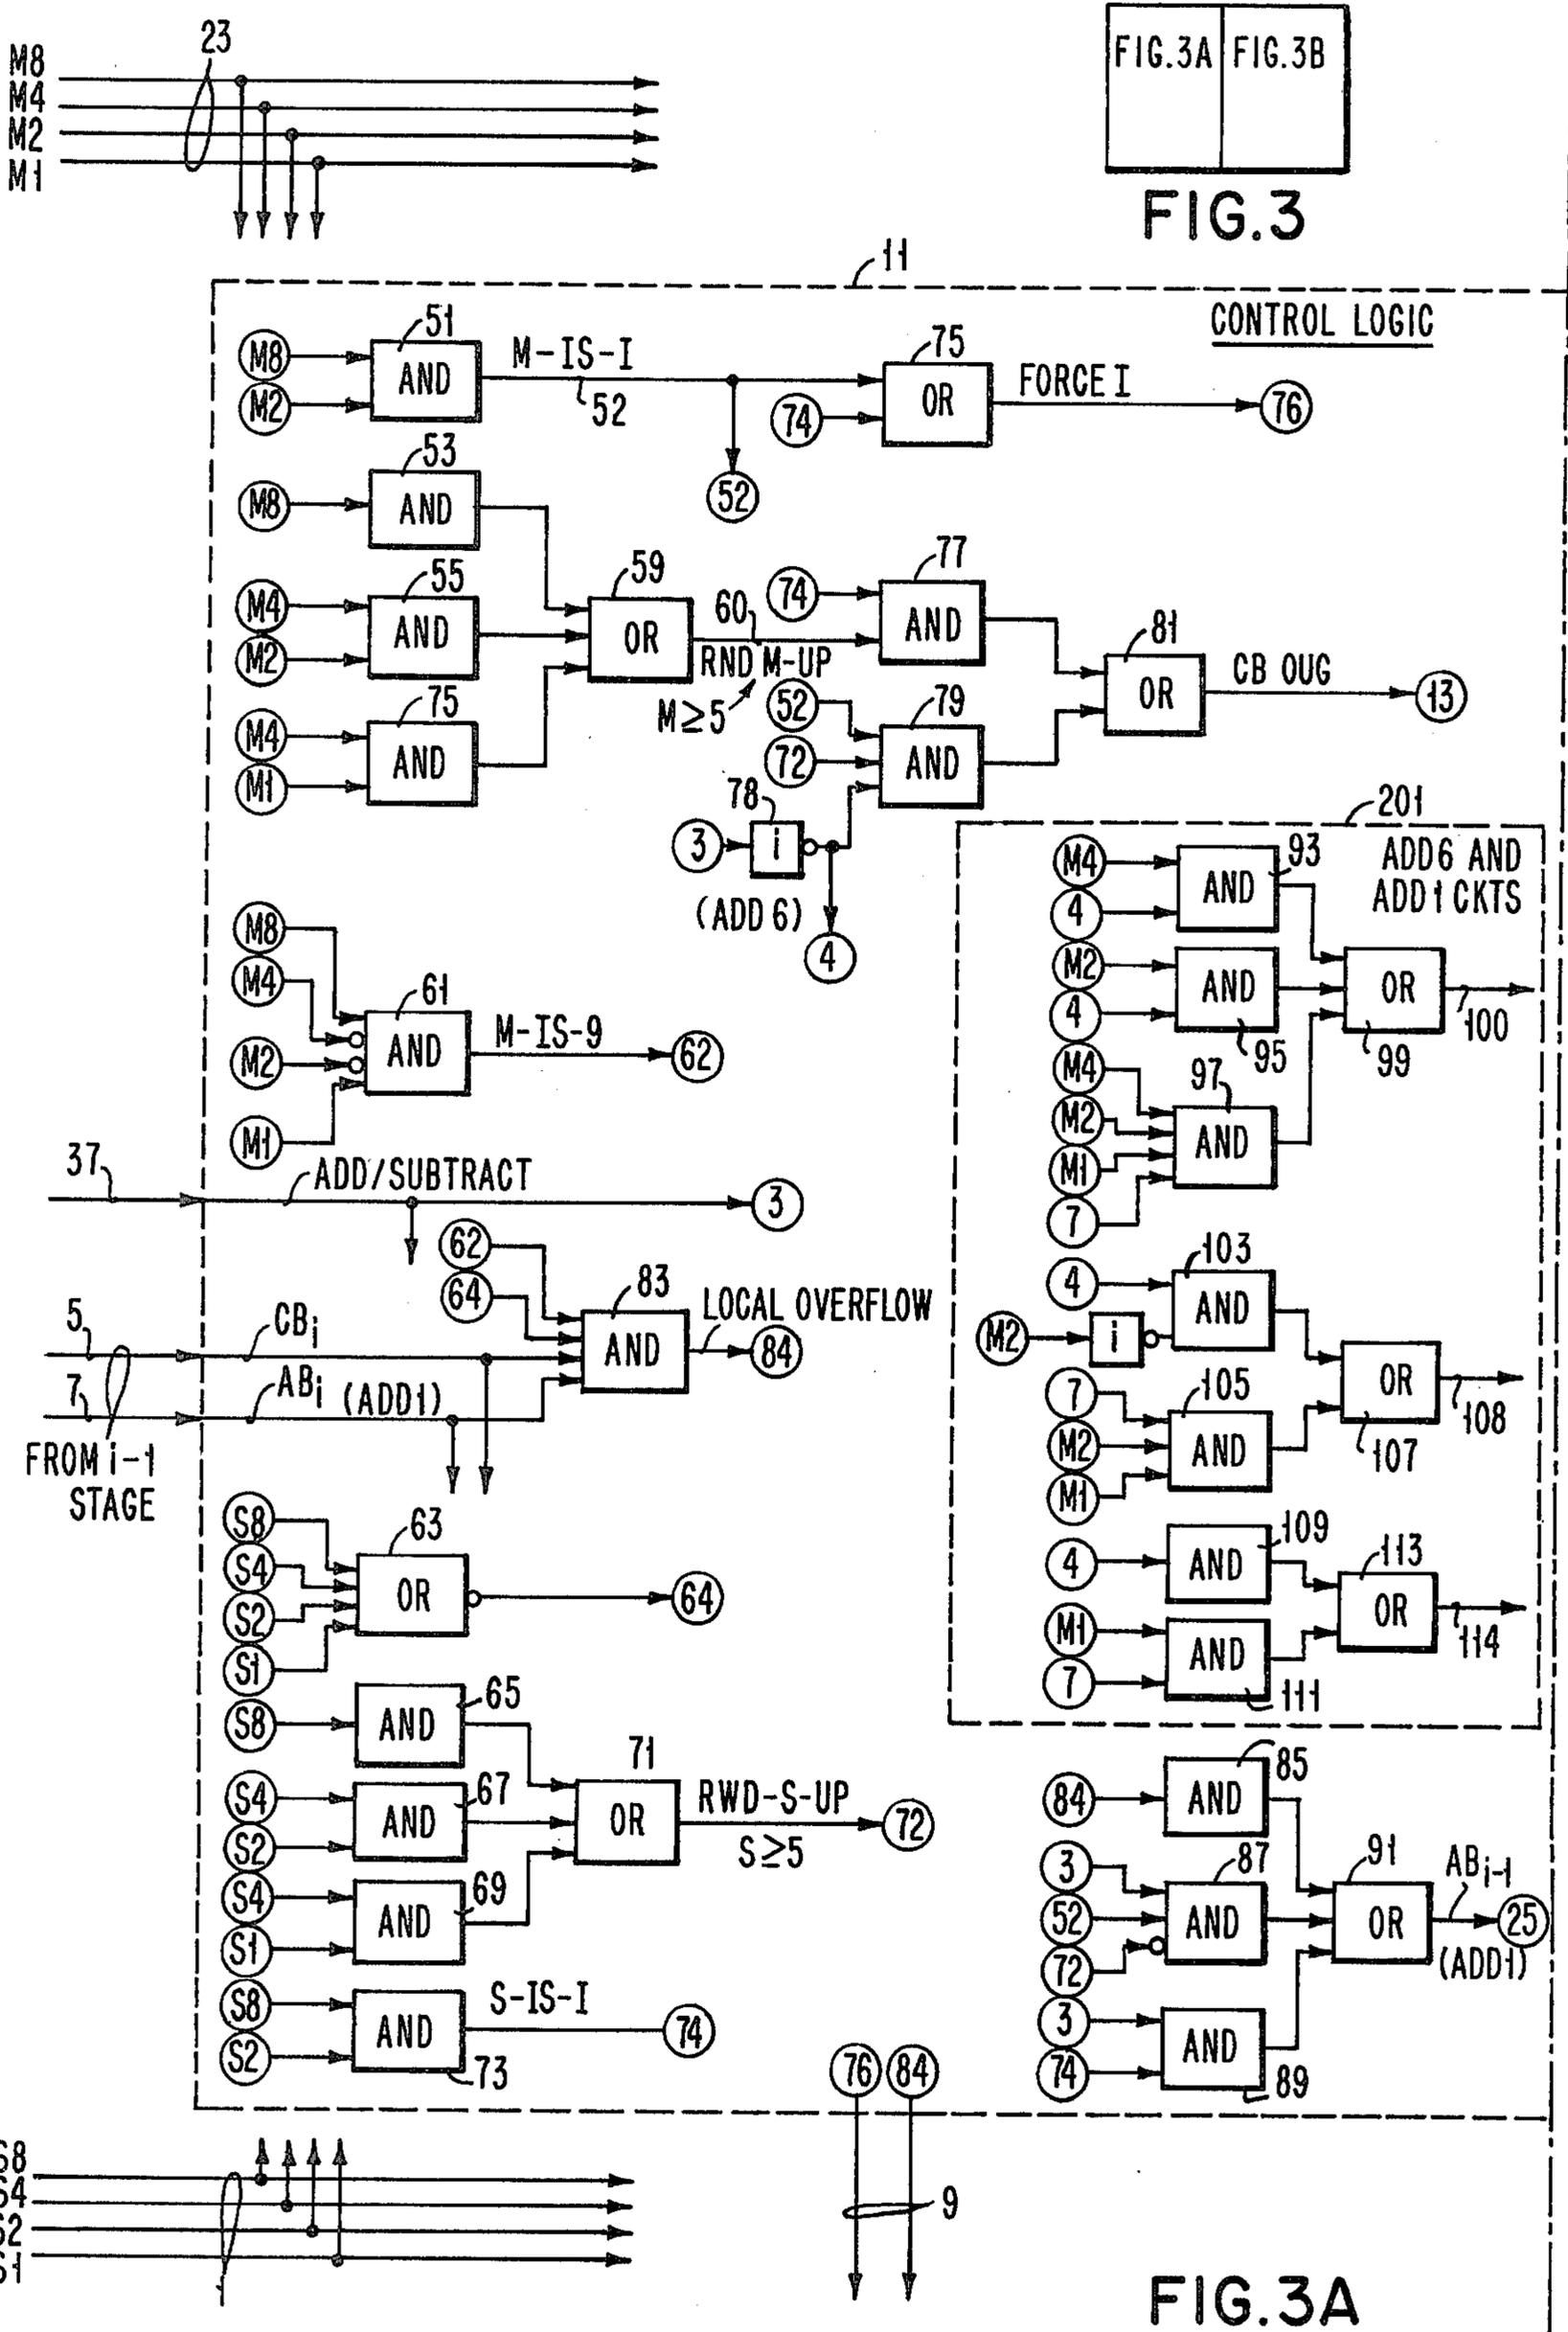 23
M8
M4
M2
M1
FIG.3A FIG.3B
FIG.3
11
CONTROL LOGIC
M8
M2
51
AND
M-IS-I
52
52
74
75
OR
FORCE I
76
M8
53
AND
M4
M2
55
AND
M4
M1
75
AND
59
OR
60
RND M-UP
M≥5
74
77
AND
52
72
79
AND
81
OR
CB OUG
13
3
78
i
(ADD 6)
4
M8
M4
M2
M1
61
AND
M-IS-9
62
37
ADD/SUBTRACT
3
62
64
83
AND
LOCAL OVERFLOW
84
5
CBi
7
ABi (ADD1)
FROM i-1
STAGE
S8
S4
S2
S1
63
OR
64
S8
65
AND
S4
S2
67
AND
S4
S1
69
AND
71
OR
RWD-S-UP
S≥5
72
S8
S2
AND
73
S-IS-I
74
201
ADD 6 AND
ADD 1 CKTS
M4
4
AND
93
M2
4
AND
95
M4
M2
M1
7
97
AND
OR
99
100
4
M2
i
103
AND
7
M2
M1
105
AND
OR
107
108
4
AND
109
M1
7
AND
111
113
OR
114
84
AND
85
3
52
72
87
AND
3
74
AND
89
91
OR
ABi-1
(ADD1)
25
76 84
9
S8
S4
S2
S1
FIG.3A